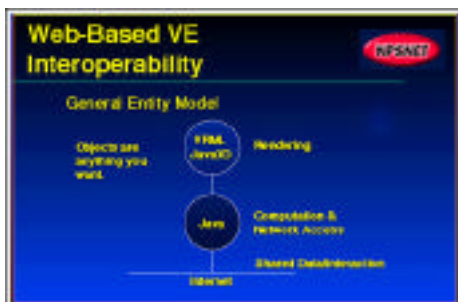 Web-Based VE
Interoperability
NPSNET
General Entity Model
Objects are
anything you
want.
VRML
Java3D
Rendering
Java
Computation &
Network Access
Shared Data/Interaction
Internet